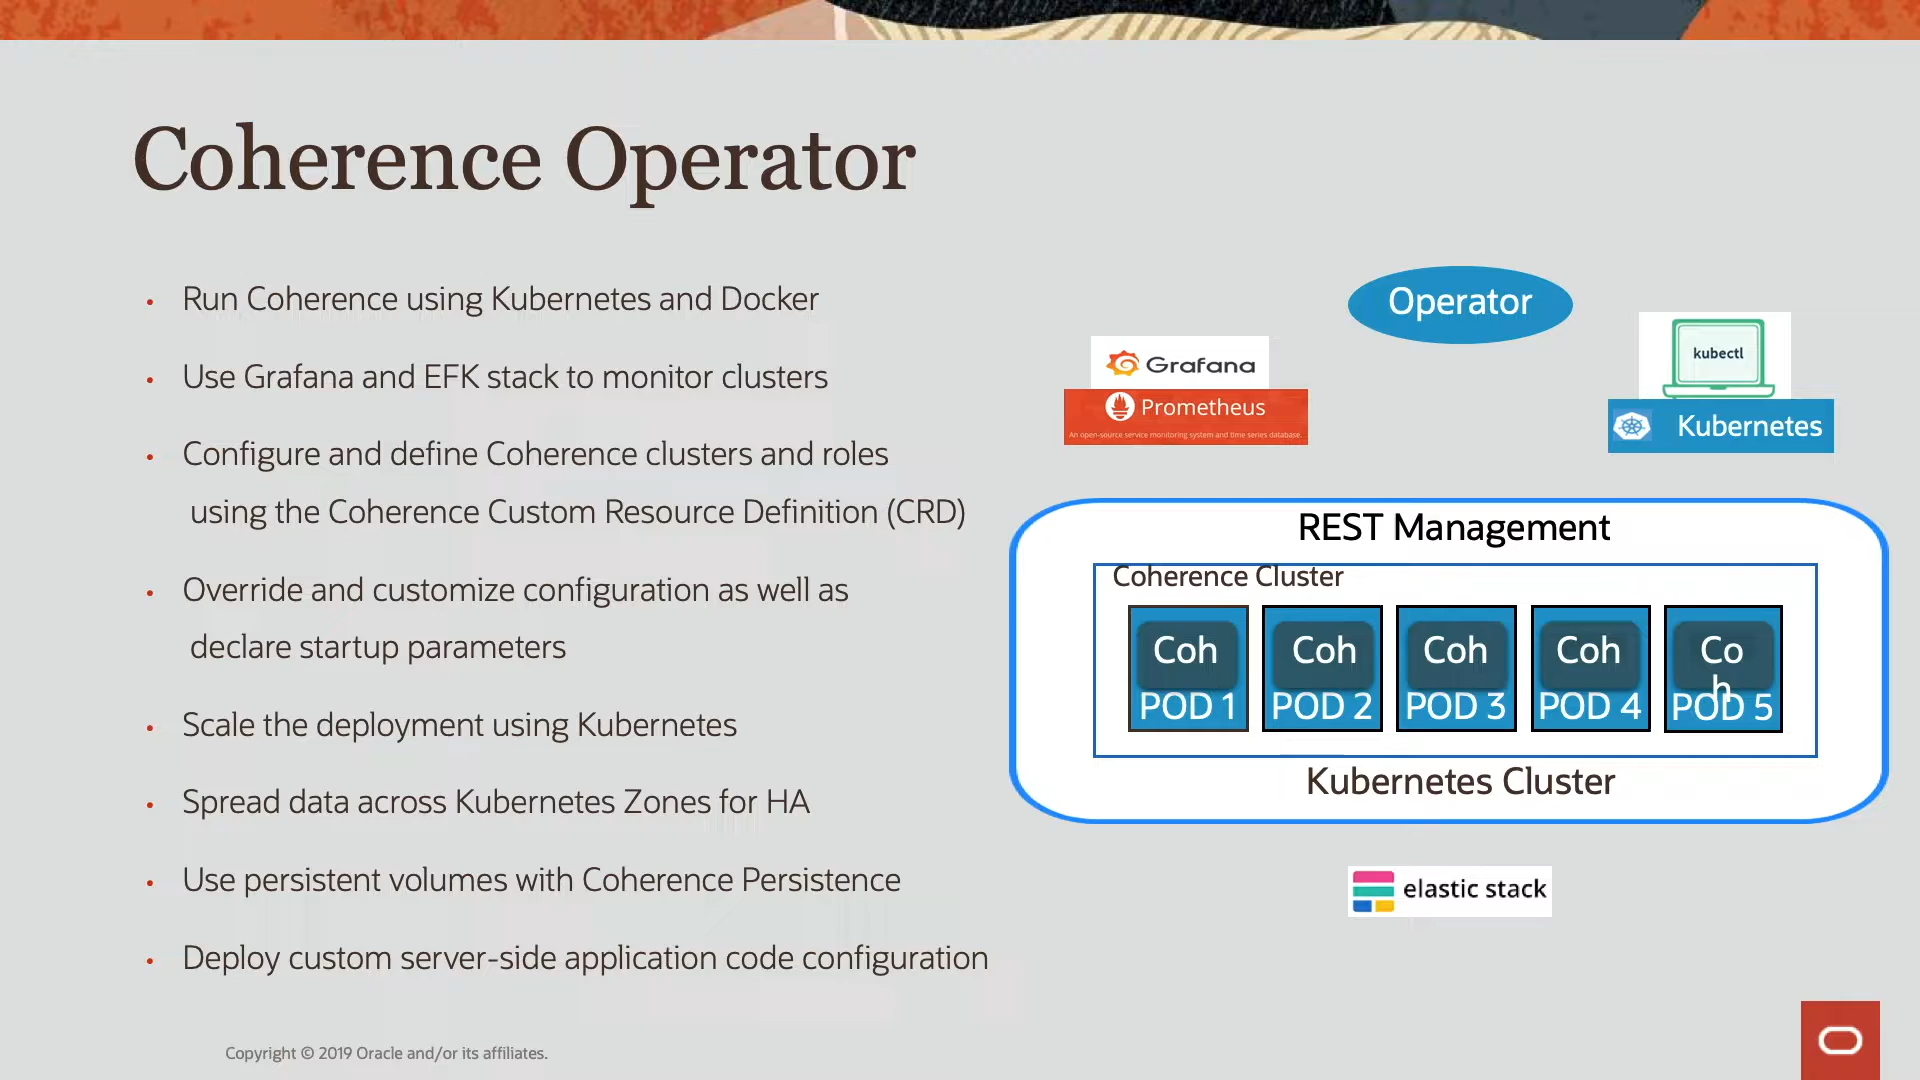 Coherence Operator
• Run Coherence using Kubernetes and Docker
• Use Grafana and EFK stack to monitor clusters
• Configure and define Coherence clusters and roles
using the Coherence Custom Resource Definition (CRD)
• Override and customize configuration as well as
declare startup parameters
• Scale the deployment using Kubernetes
• Spread data across Kubernetes Zones for HA
• Use persistent volumes with Coherence Persistence
• Deploy custom server-side application code configuration
Operator
Grafana
Prometheus
An open-source service monitoring system and time series database.
kubectl
Kubernetes
REST Management
Coherence Cluster
Coh
POD 1
Coh
POD 2
Coh
POD 3
Coh
POD 4
Co
h
POD 5
Kubernetes Cluster
elastic stack
Copyright © 2019 Oracle and/or its affiliates.